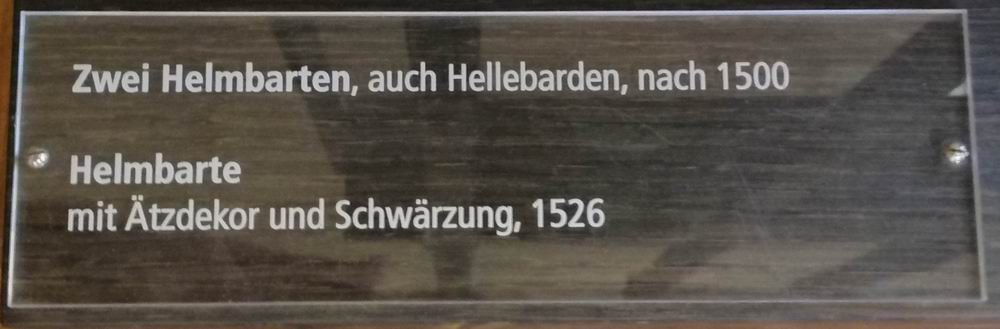 Zwei Helmbarten, auch Hellebarden, nach 1500
Helmbarte
mit Ätzdekor und Schwärzung, 1526